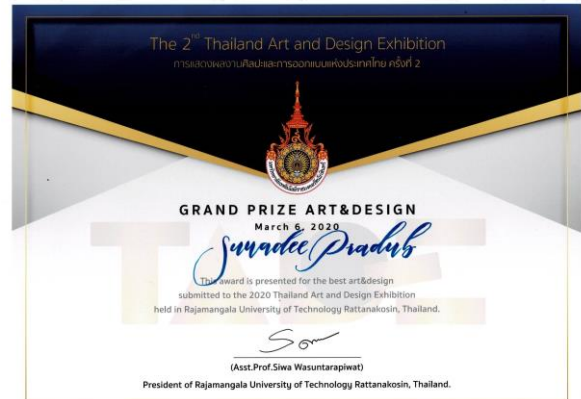 The 2nd Thailand Art and Design Exhibition
การแสดงผลงานศิลปะและการออกแบบแห่งประเทศไทย ครั้งที่ 2
GRAND PRIZE ART&DESIGN
March 6, 2020
Sunadee Pradub
This award is presented for the best art&design
submitted to the 2020 Thailand Art and Design Exhibition
held in Rajamangala University of Technology Rattanakosin, Thailand.
(Asst.Prof.Siwa Wasuntarapiwat)
President of Rajamangala University of Technology Rattanakosin, Thailand.